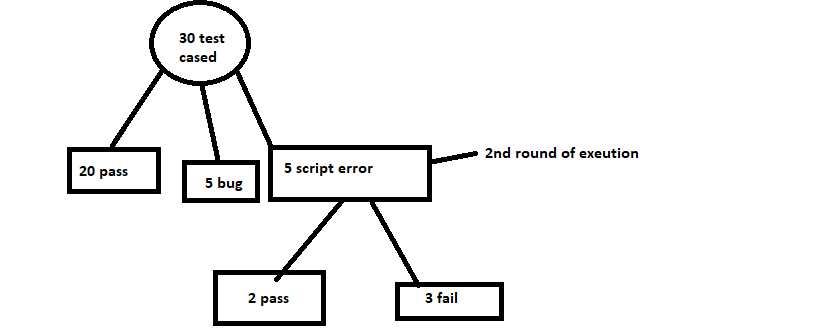 30 test
cased
20 pass
5 bug
5 script error
2nd round of exeution
2 pass
3 fail